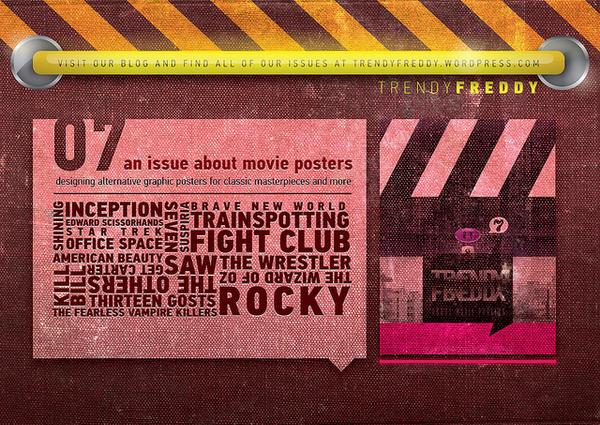 VISIT OUR BLOG AND FIND ALL OF OUR ISSUES AT TRENDYFREDDY.WORDPRESS.COM
TRENDYFREDDY
07
an issue about movie posters
designing alternative graphic posters for classic masterpieces and more
SHINING
INCEPTION
EDWARD SCISSORHANDS
STAR TREK
OFFICE SPACE
AMERICAN BEAUTY
SEVEN
SUSPIRIA
BRAVE NEW WORLD
TRAINSPOTTING
FIGHT CLUB
KILL BILL
GET CARTER
SAW
THE WRESTLER
THE OTHERS
THE WIZARD OF OZ
THIRTEEN GOSTS
ROCKY
THE FEARLESS VAMPIRE KILLERS
7
TRENDY
FREDDY